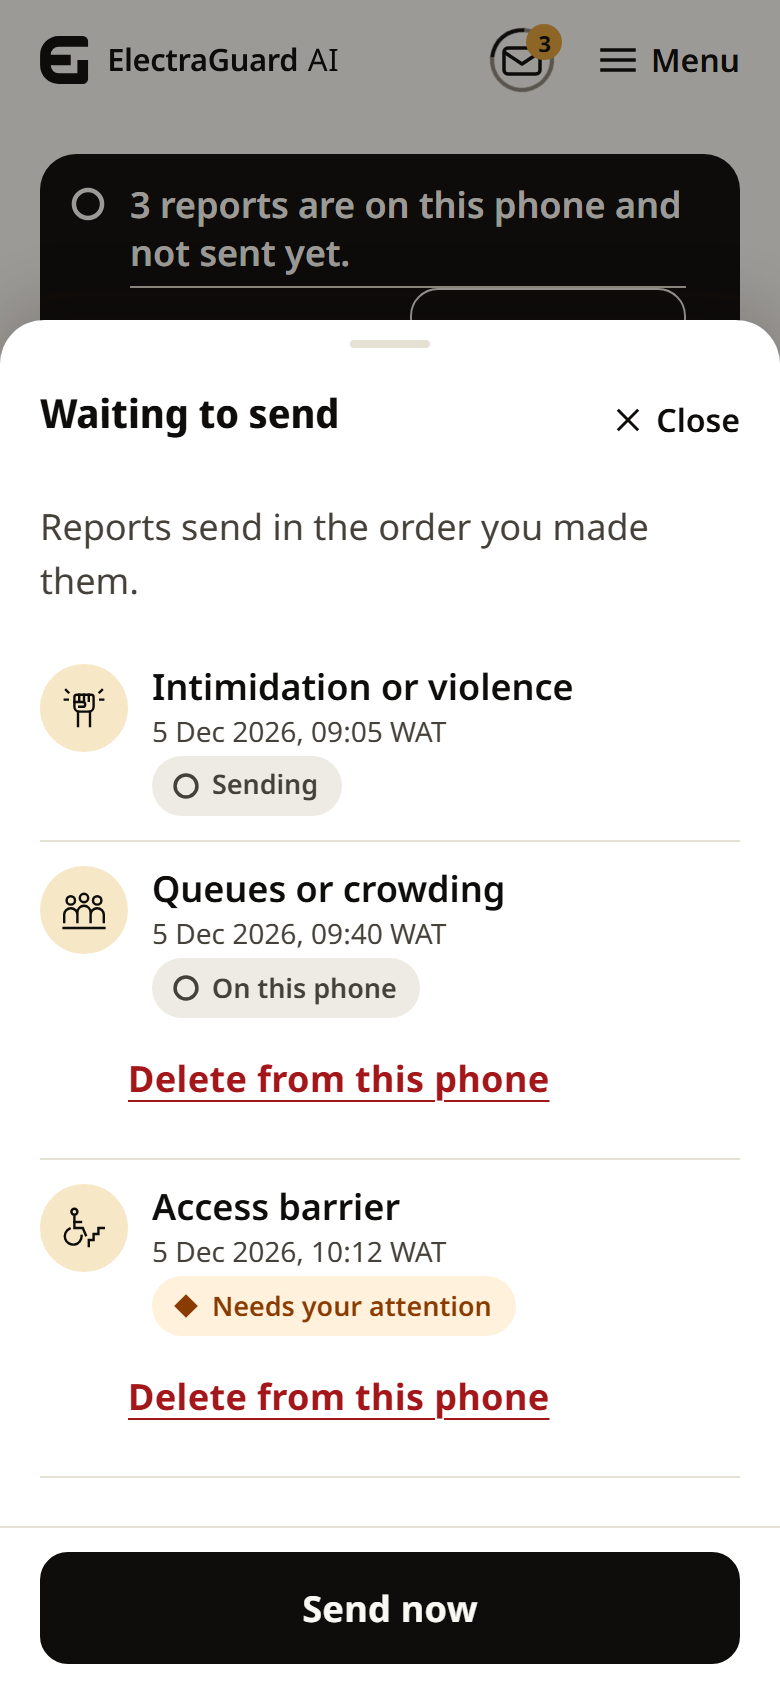 ElectraGuard AI
3
Menu
3 reports are on this phone and
not sent yet.
Waiting to send
Close
Reports send in the order you made
them.
Intimidation or violence
5 Dec 2026, 09:05 WAT
Sending
Queues or crowding
5 Dec 2026, 09:40 WAT
On this phone
Delete from this phone
Access barrier
5 Dec 2026, 10:12 WAT
Needs your attention
Delete from this phone
Send now